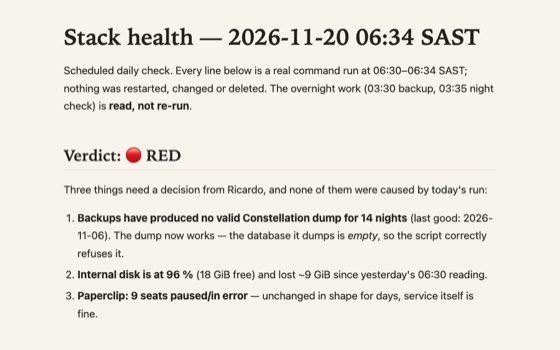 Stack health — 2026-11-20 06:34 SAST
Scheduled daily check. Every line below is a real command run at 06:30–06:34 SAST;
nothing was restarted, changed or deleted. The overnight work (03:30 backup, 03:35 night
check) is read, not re-run.
Verdict: 🔴 RED
Three things need a decision from Ricardo, and none of them were caused by today's run:
1. Backups have produced no valid Constellation dump for 14 nights (last good: 2026-
11-06). The dump now works — the database it dumps is empty, so the script correctly
refuses it.
2. Internal disk is at 96 % (18 GiB free) and lost ~9 GiB since yesterday's 06:30 reading.
3. Paperclip: 9 seats paused/in error — unchanged in shape for days, service itself is
fine.